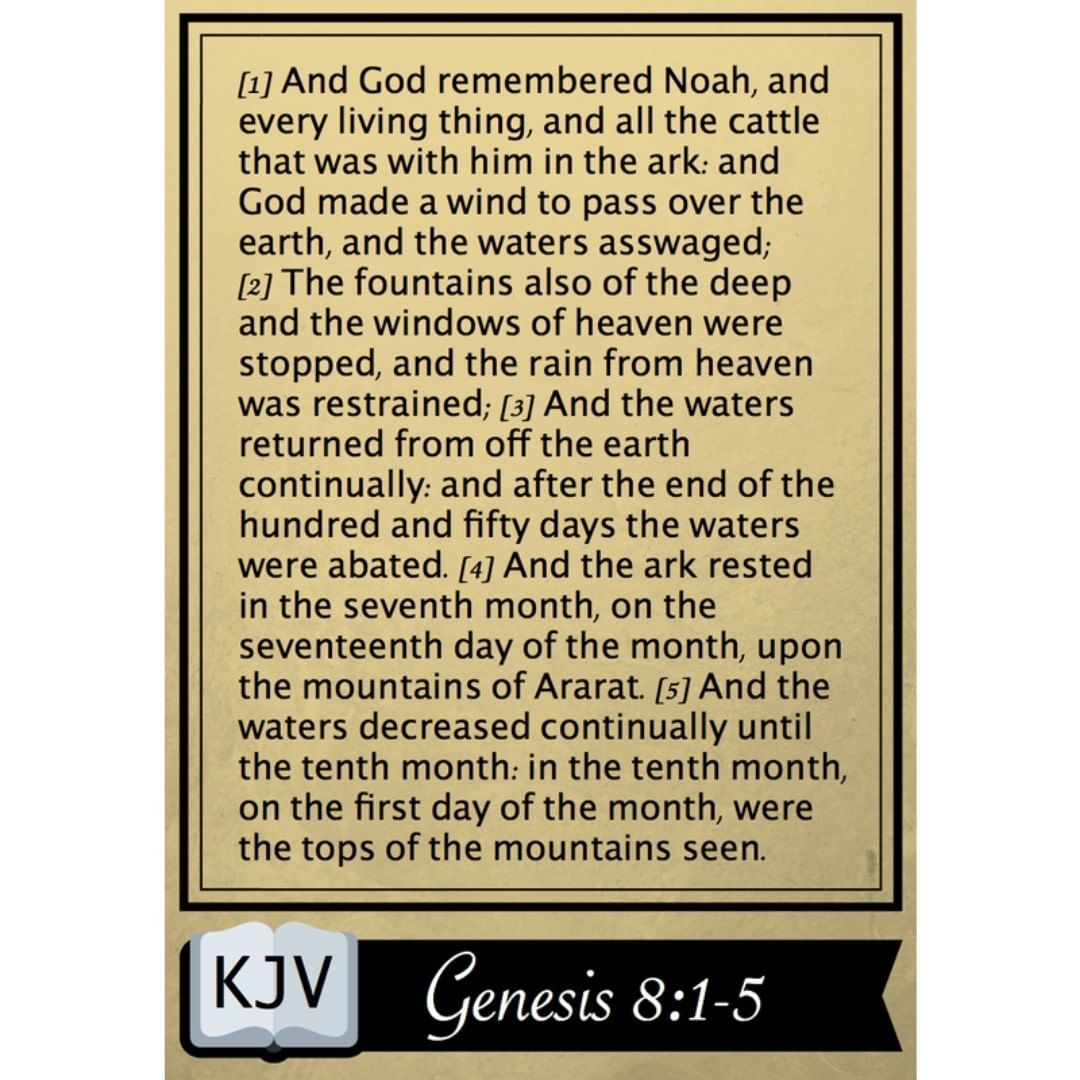 [1] And God remembered Noah, and
every living thing, and all the cattle
that was with him in the ark: and
God made a wind to pass over the
earth, and the waters asswaged;
[2] The fountains also of the deep
and the windows of heaven were
stopped, and the rain from heaven
was restrained; [3] And the waters
returned from off the earth
continually: and after the end of the
hundred and fifty days the waters
were abated. [4] And the ark rested
in the seventh month, on the
seventeenth day of the month, upon
the mountains of Ararat. [5] And the
waters decreased continually until
the tenth month: in the tenth month,
on the first day of the month, were
the tops of the mountains seen.
KJV
Genesis 8:1-5